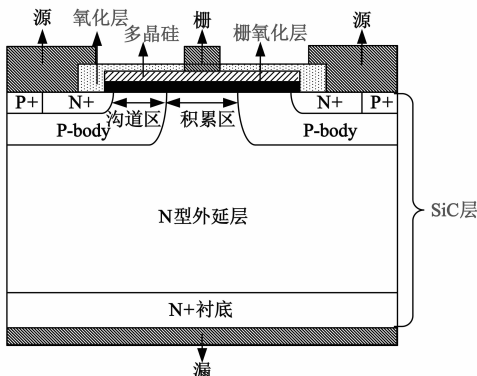 源
氧化层
多晶硅
栅
栅氧化层
源
P+
N+
沟道区
积累区
N+
P+
P-body
P-body
N型外延层
SiC层
N+衬底
漏